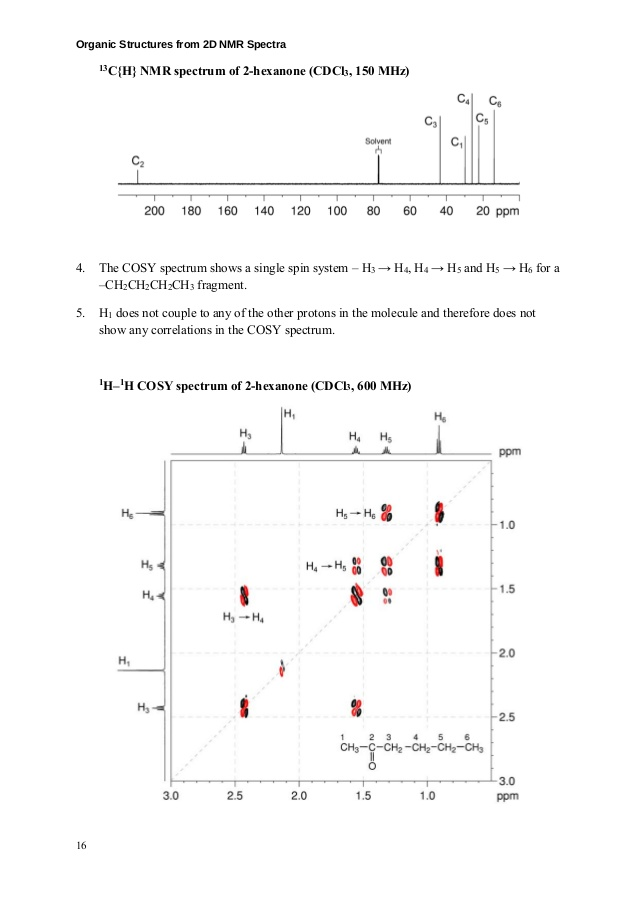 Organic Structures from 2D NMR Spectra
¹³C{H} NMR spectrum of 2-hexanone (CDCl₃, 150 MHz)
C₄ C₆
C₃ C₅
Solvent C₁
C₂
200 180 160 140 120 100 80 60 40 20 ppm
4. The COSY spectrum shows a single spin system – H₃ → H₄, H₄ → H₅ and H₅ → H₆ for a
–CH₂CH₂CH₂CH₃ fragment.
5. H₁ does not couple to any of the other protons in the molecule and therefore does not
show any correlations in the COSY spectrum.
¹H–¹H COSY spectrum of 2-hexanone (CDCl₃, 600 MHz)
H₁ H₆
H₃ H₄ H₅
ppm
H₆ H₅ → H₆
1.0
H₅ H₄ → H₅
1.5
H₄
H₃ → H₄
2.0
H₁
H₃ 2.5
1 2 3 4 5 6
CH₃–C–CH₂–CH₂–CH₂–CH₃
O
3.0
3.0 2.5 2.0 1.5 1.0 ppm
16